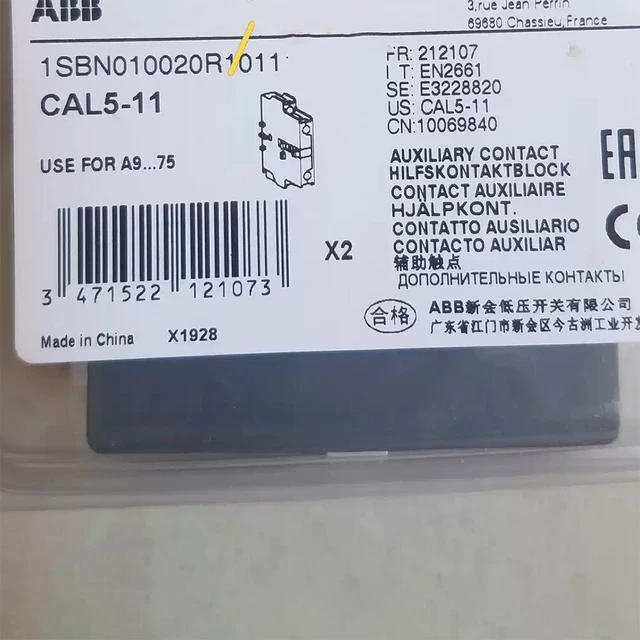 ABB
3,rue Jean Perrin
69680 Chassieu,France
1SBN010020R1011
CAL5-11
USE FOR A9...75
FR: 212107
IT: EN2661
SE: E3228820
US: CAL5-11
CN:10069840
AUXILIARY CONTACT
HILFSKONTAKTBLOCK
CONTACT AUXILIAIRE
HJÄLPKONT.
CONTATTO AUSILIARIO
CONTACTO AUXILIAR
辅助触点
ДОПОЛНИТЕЛЬНЫЕ КОНТАКТЫ
EAC
CE
X2
3 471522 121073
Made in China
X1928
合格
ABB新会低压开关有限公司
广东省江门市新会区今古洲工业开发